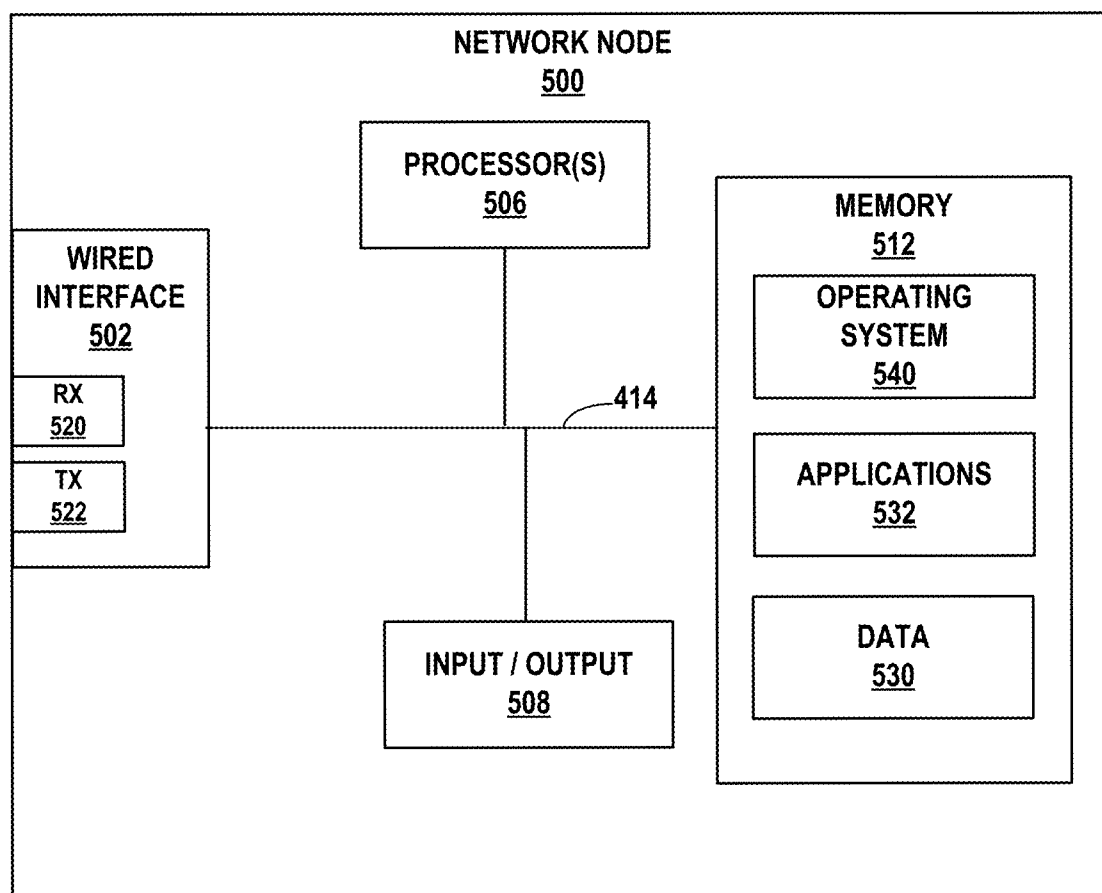 NETWORK NODE
500
PROCESSOR(S)
506
WIRED
INTERFACE
502
RX
520
TX
522
414
INPUT / OUTPUT
508
MEMORY
512
OPERATING
SYSTEM
540
APPLICATIONS
532
DATA
530